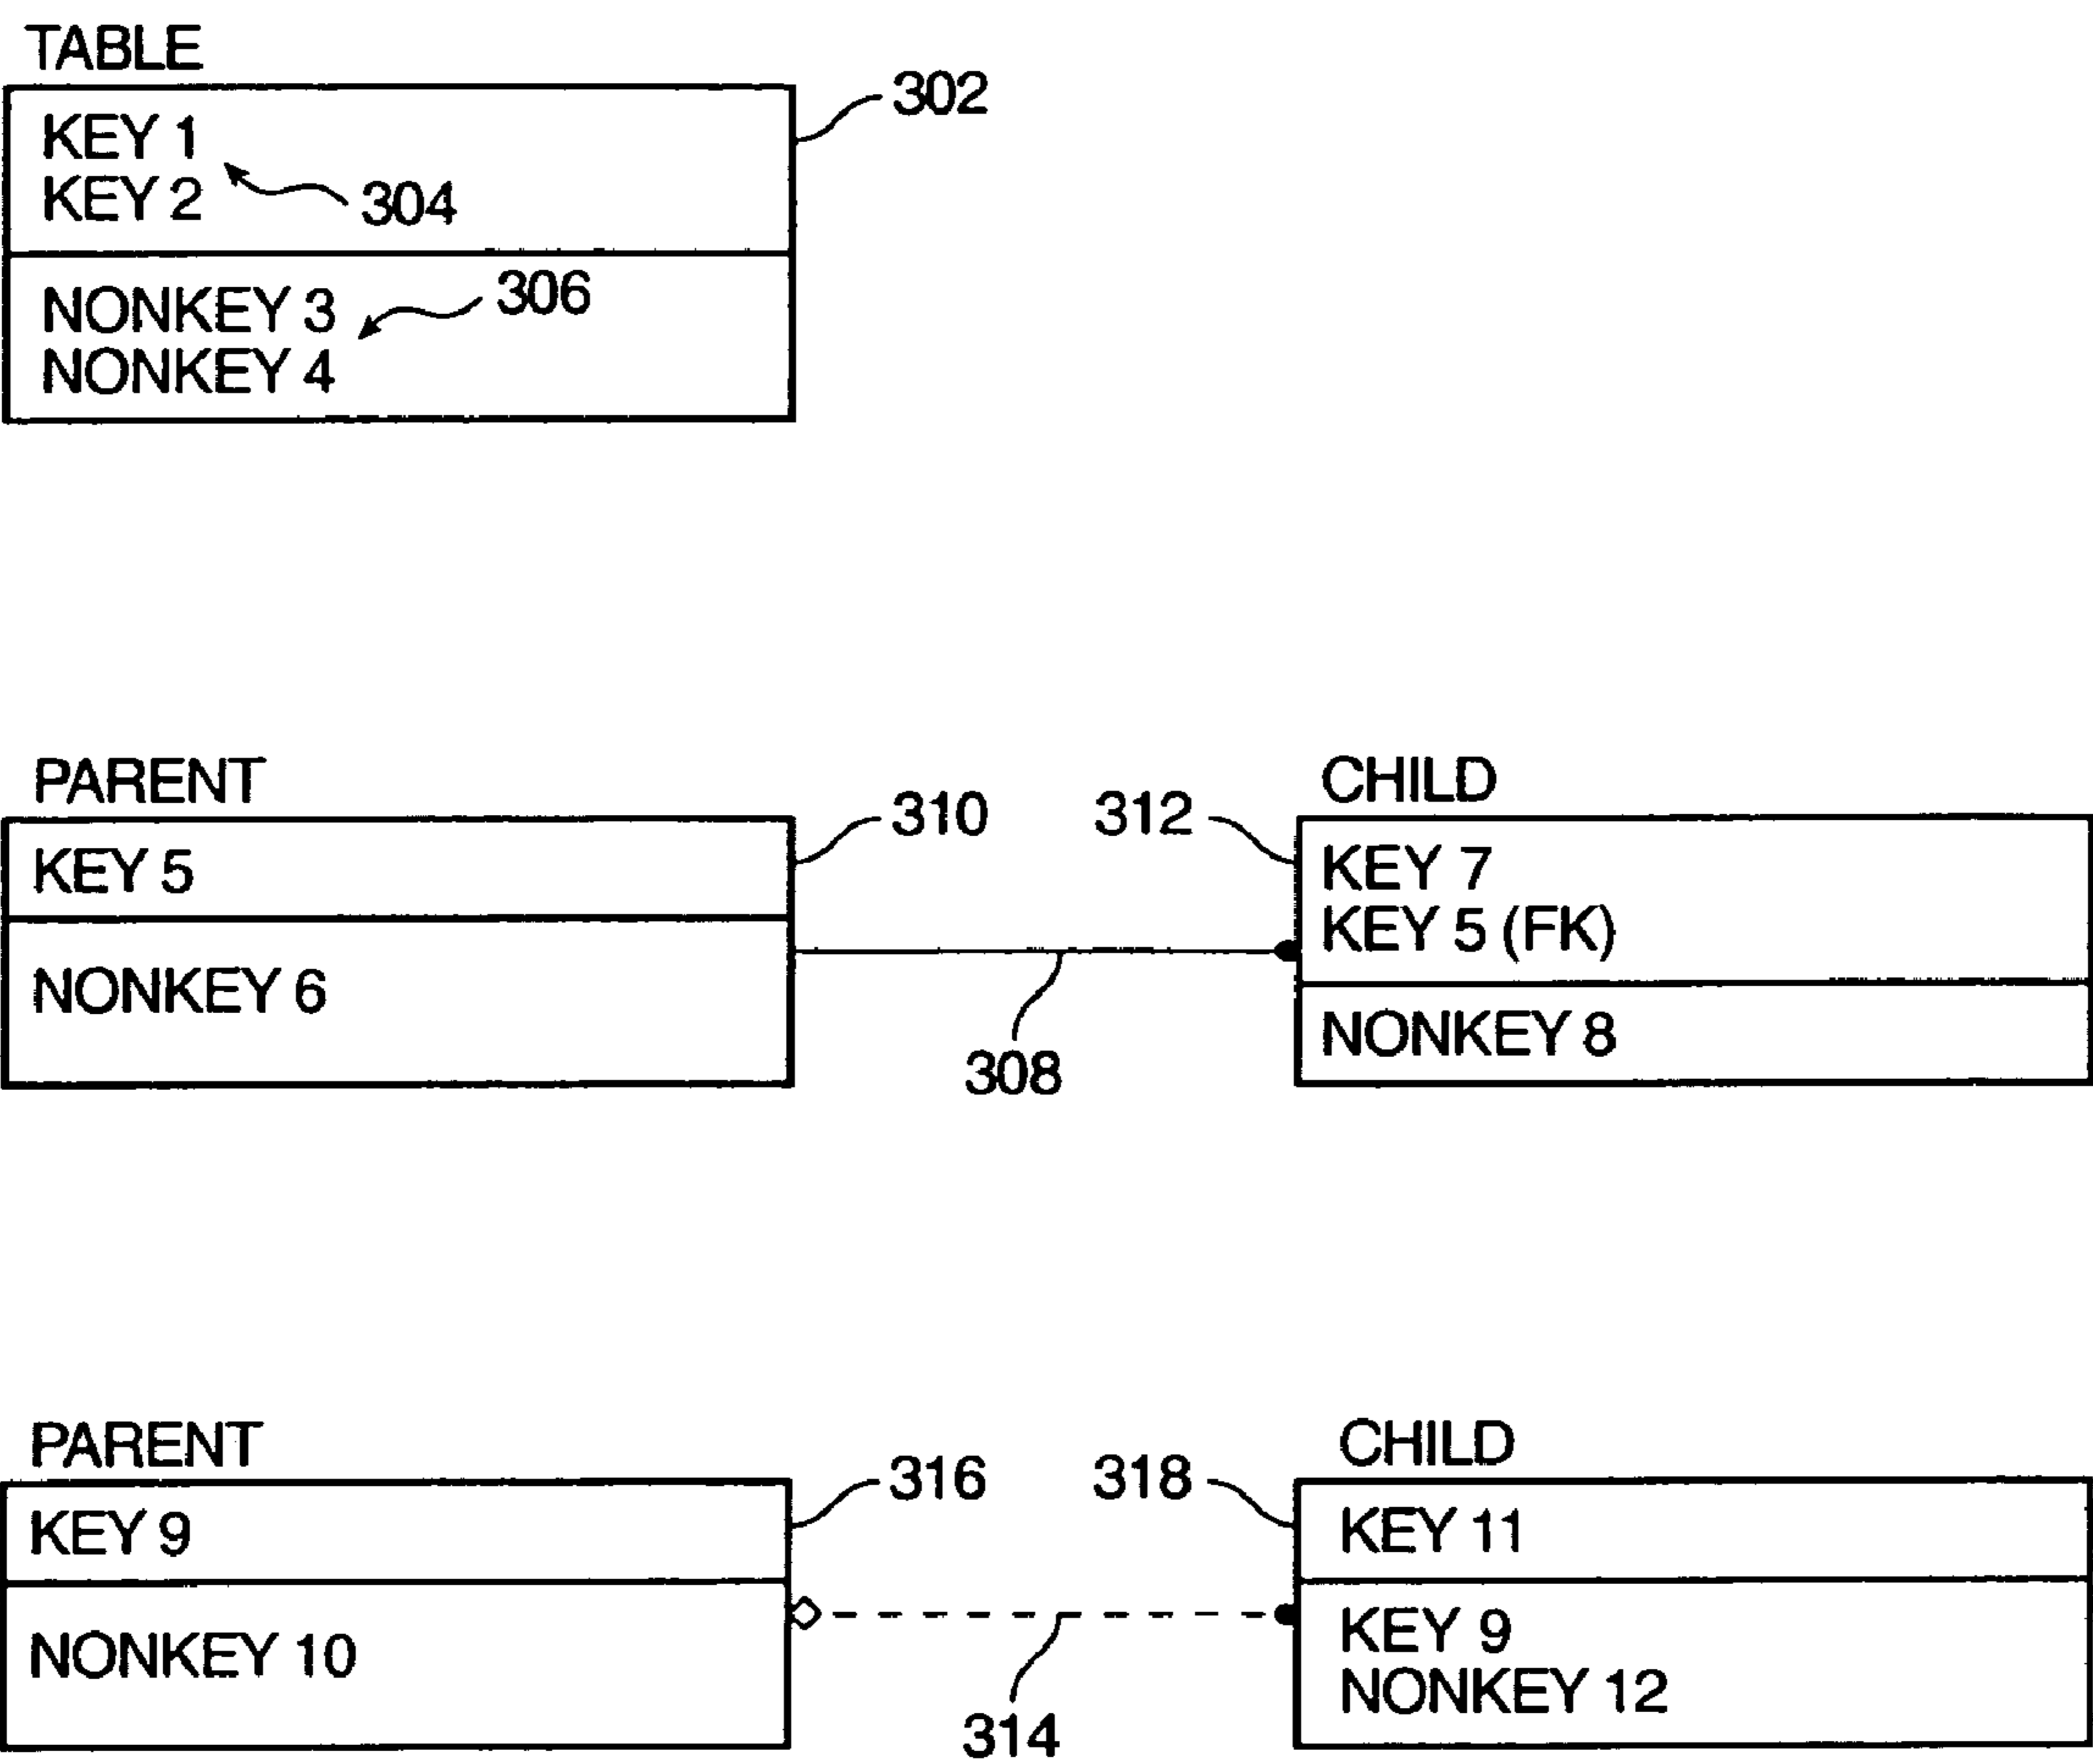 TABLE
302
KEY 1
KEY 2
304
NONKEY 3
306
NONKEY 4
PARENT
310
KEY 5
NONKEY 6
308
312
CHILD
KEY 7
KEY 5 (FK)
NONKEY 8
PARENT
316
KEY 9
NONKEY 10
314
318
CHILD
KEY 11
KEY 9
NONKEY 12